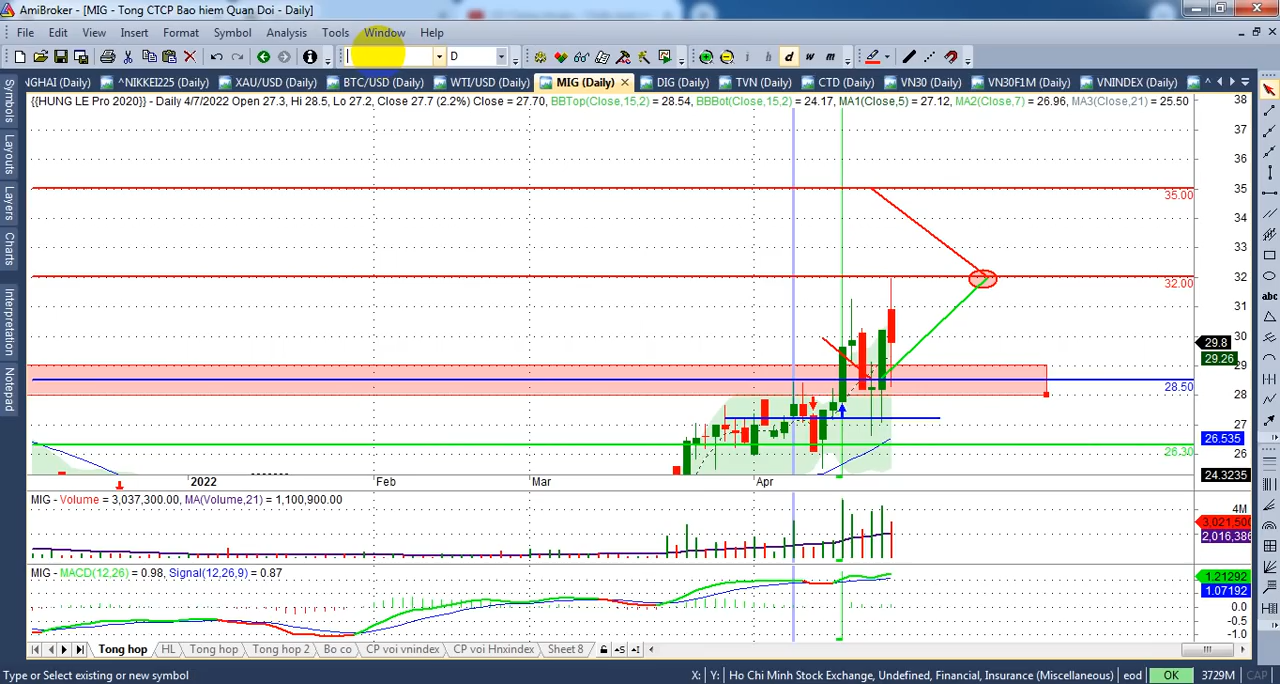 AmiBroker - [MIG - Tong CTCP Bao hiem Quan Doi - Daily]
File Edit View Insert Format Symbol Analysis Tools Window Help
D i h d w m
NGHAI (Daily) ^NIKKEI225 (Daily) XAU/USD (Daily) BTC/USD (Daily) WTI/USD (Daily) MIG (Daily) DIG (Daily) TVN (Daily) CTD (Daily) VN30 (Daily) VN30F1M (Daily) VNINDEX (Daily)
{{HUNG LE Pro 2020}} - Daily 4/7/2022 Open 27.3, Hi 28.5, Lo 27.2, Close 27.7 (2.2%) Close = 27.70, BBTop(Close,15,2) = 28.54, BBBot(Close,15,2) = 24.17, MA1(Close,5) = 27.12, MA2(Close,7) = 26.96, MA3(Close,21) = 25.50
Symbols
Layouts
Layers
Charts
Interpretation
Notepad
abc
38
37
36
35
35.00
34
33
32
32.00
31
30
29.8
29.26
29
28.50
28
27
26.535
26.30
26
24.3235
2022 Feb Mar Apr
MIG - Volume = 3,037,300.00, MA(Volume,21) = 1,100,900.00
4M
3,021,500
2,016,386
MIG - MACD(12,26) = 0.98, Signal(12,26,9) = 0.87
1.21292
1.07192
0.0
-0.5
-1.0
Tong hop HL Tong hop Tong hop 2 Bo co CP voi vnindex CP voi Hnxindex Sheet 8
Type or Select existing or new symbol X: Y: Ho Chi Minh Stock Exchange, Undefined, Financial, Insurance (Miscellaneous) eod OK 3729M CAP